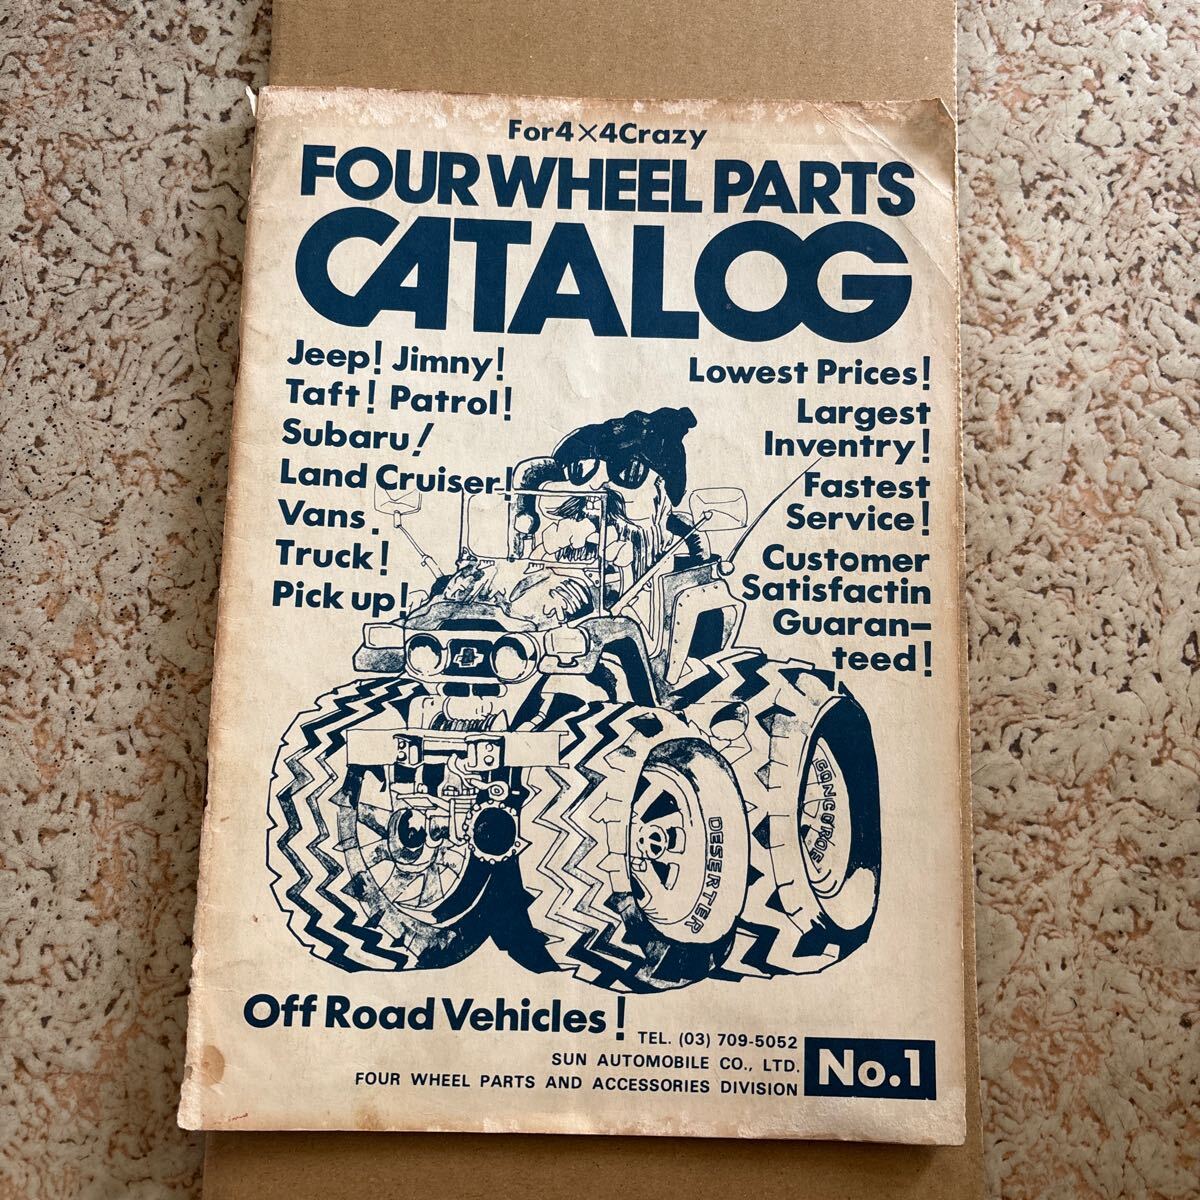 For4×4Crazy
FOUR WHEEL PARTS
CATALOG
Jeep! Jimny!
Taft! Patrol!
Subaru!
Land Cruiser!
Vans.
Truck!
Pick up!
Lowest Prices!
Largest
Inventry!
Fastest
Service!
Customer
Satisfactin
Guaran-
teed!
CONCORDE
DESERTER
Off Road Vehicles!
TEL. (03) 709-5052
SUN AUTOMOBILE CO., LTD.
FOUR WHEEL PARTS AND ACCESSORIES DIVISION
No.1